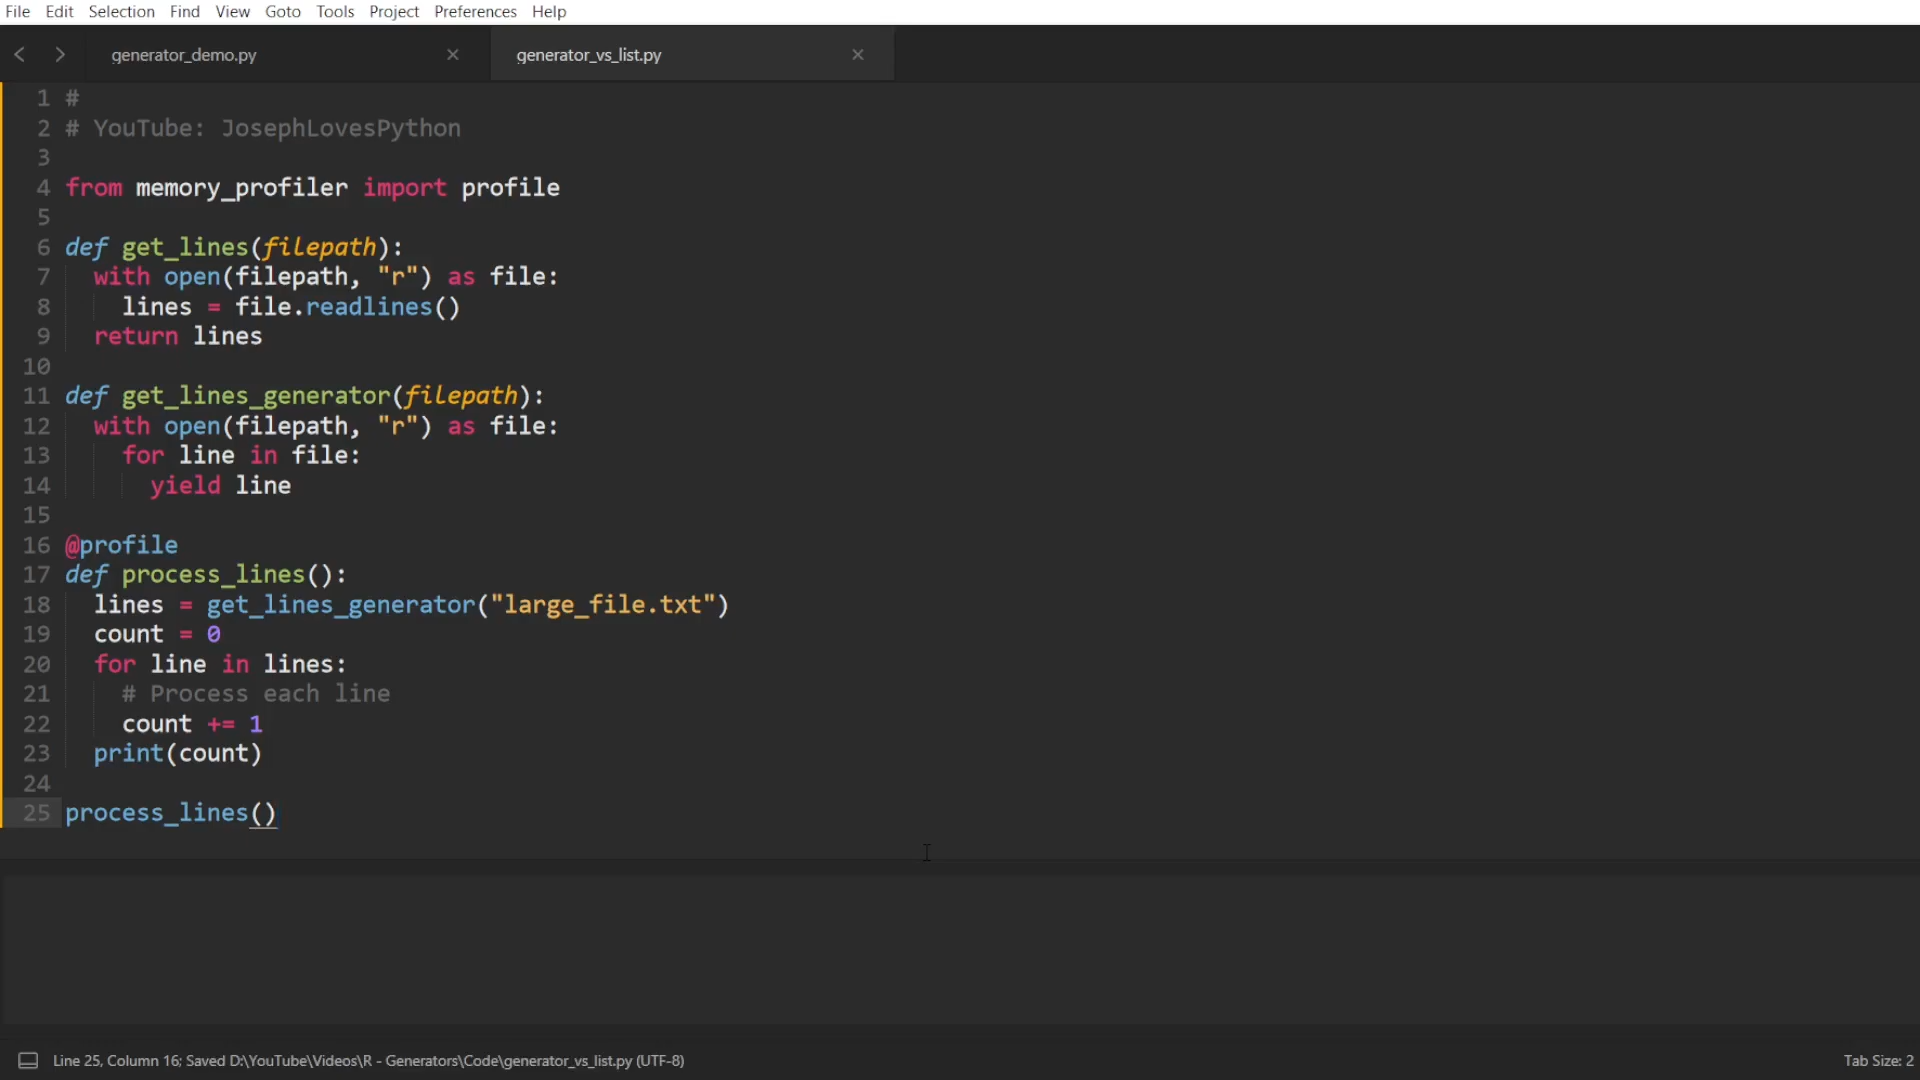 File Edit Selection Find View Goto Tools Project Preferences Help
generator_demo.py × generator_vs_list.py ×
1 #
2 # YouTube: JosephLovesPython
3
4 from memory_profiler import profile
5
6 def get_lines(filepath):
7   with open(filepath, "r") as file:
8     lines = file.readlines()
9   return lines
10
11 def get_lines_generator(filepath):
12   with open(filepath, "r") as file:
13     for line in file:
14       yield line
15
16 @profile
17 def process_lines():
18   lines = get_lines_generator("large_file.txt")
19   count = 0
20   for line in lines:
21     # Process each line
22     count += 1
23   print(count)
24
25 process_lines()
Line 25, Column 16; Saved D:\YouTube\Videos\R - Generators\Code\generator_vs_list.py (UTF-8) Tab Size: 2